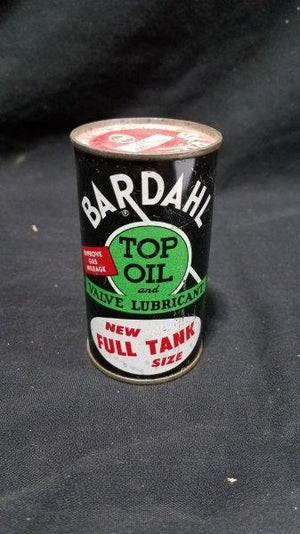 BARDAHL
®
TOP
OIL
and
VALVE LUBRICANT
IMPROVE
GAS
MILEAGE
NEW
FULL TANK
SIZE